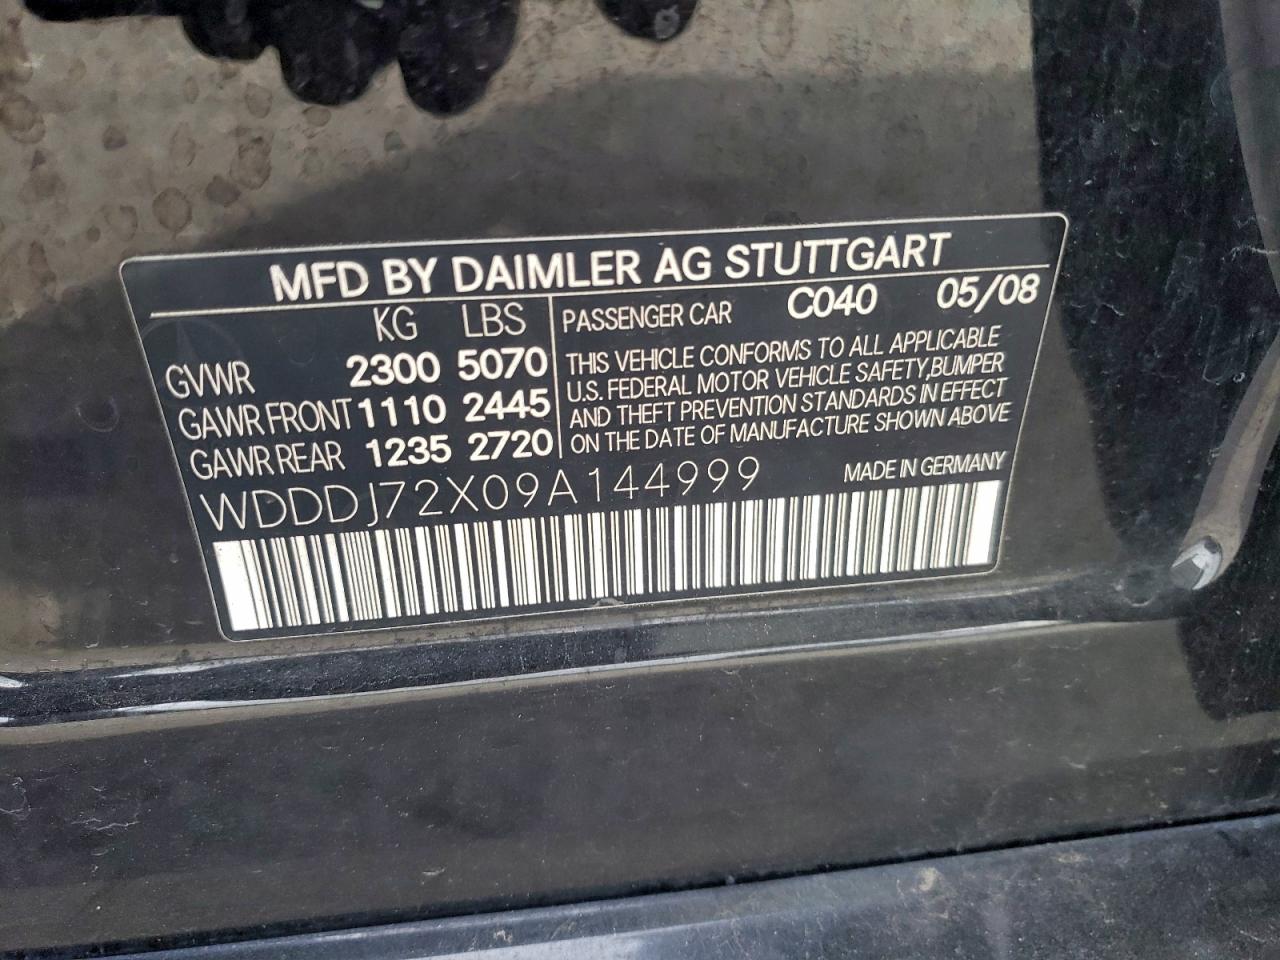 MFD BY DAIMLER AG STUTTGART
KG LBS
GVWR 2300 5070
GAWR FRONT 1110 2445
GAWR REAR 1235 2720
PASSENGER CAR C040 05/08
THIS VEHICLE CONFORMS TO ALL APPLICABLE
U.S. FEDERAL MOTOR VEHICLE SAFETY,BUMPER
AND THEFT PREVENTION STANDARDS IN EFFECT
ON THE DATE OF MANUFACTURE SHOWN ABOVE
WDDDJ72X09A144999
MADE IN GERMANY